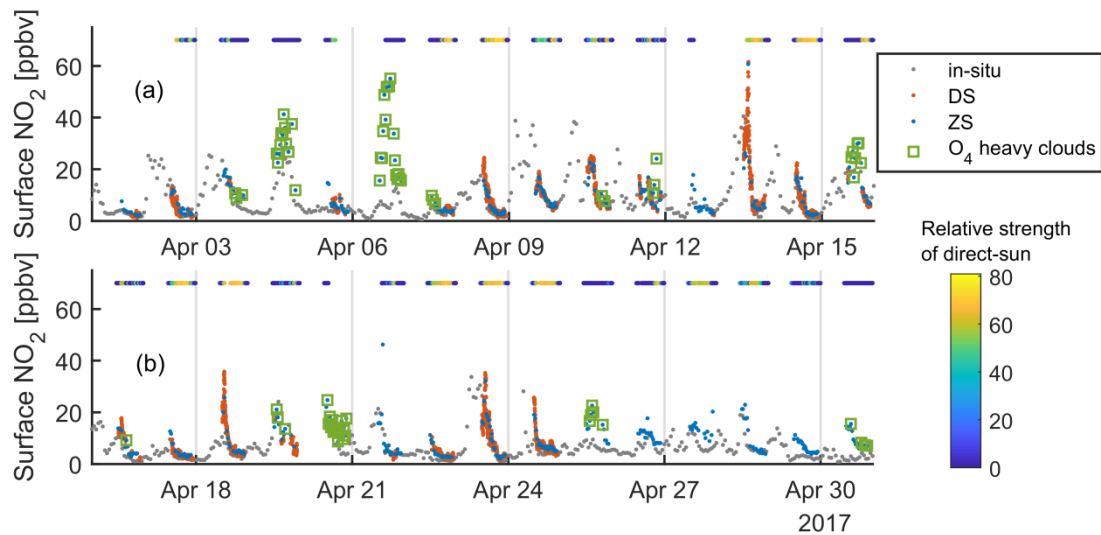 Surface NO2 [ppbv]
60
40
20
0
(a)
Apr 03
Apr 06
Apr 09
Apr 12
Apr 15
in-situ
DS
ZS
O4 heavy clouds
Surface NO2 [ppbv]
60
40
20
0
(b)
Apr 18
Apr 21
Apr 24
Apr 27
Apr 30
2017
Relative strength
of direct-sun
80
60
40
20
0